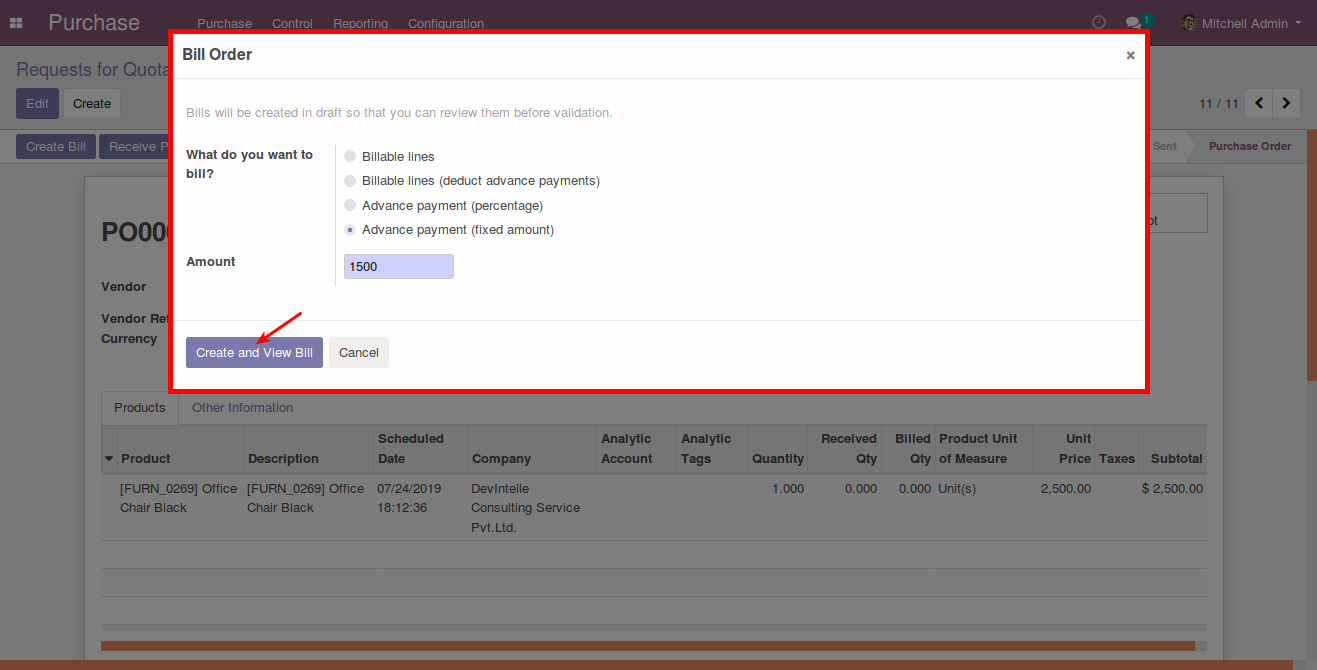 Purchase
Purchase Control Reporting Configuration
1
Mitchell Admin
Requests for Quota
Edit Create
11 / 11
Create Bill Receive P
Sent Purchase Order
Bill Order
×
Bills will be created in draft so that you can review them before validation.
What do you want to
bill?
Billable lines
Billable lines (deduct advance payments)
Advance payment (percentage)
Advance payment (fixed amount)
Amount
1500
Create and View Bill Cancel
PO000
Vendor
Vendor Ref
Currency
Products Other Information
Product
Description
Scheduled
Date
Company
Analytic
Account
Analytic
Tags
Quantity
Received
Qty
Billed
Qty
Product Unit
of Measure
Unit
Price
Taxes
Subtotal
[FURN_0269] Office
Chair Black
[FURN_0269] Office
Chair Black
07/24/2019
18:12:36
DevIntelle
Consulting Service
Pvt.Ltd.
1.000
0.000
0.000
Unit(s)
2,500.00
$ 2,500.00